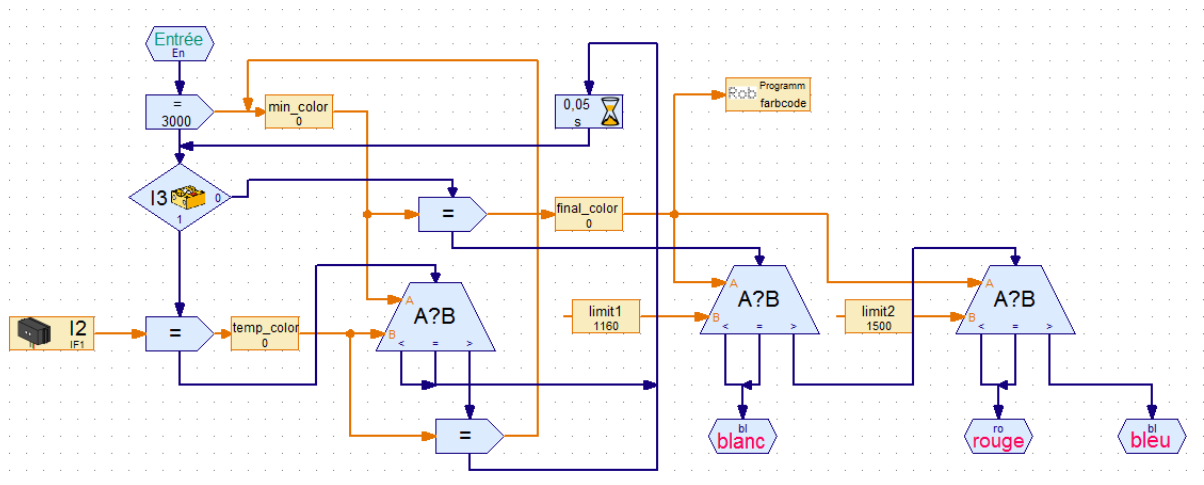 Entrée
En
=
3000
min_color
0
0,05
s
Rob
Programm
farbcode
I3
0
1
=
final_color
0
I2
IF1
=
temp_color
0
A
A?B
B
< = >
=
limit1
1160
A
A?B
B
< = >
limit2
1500
A
A?B
B
< = >
bl
blanc
ro
rouge
bl
bleu